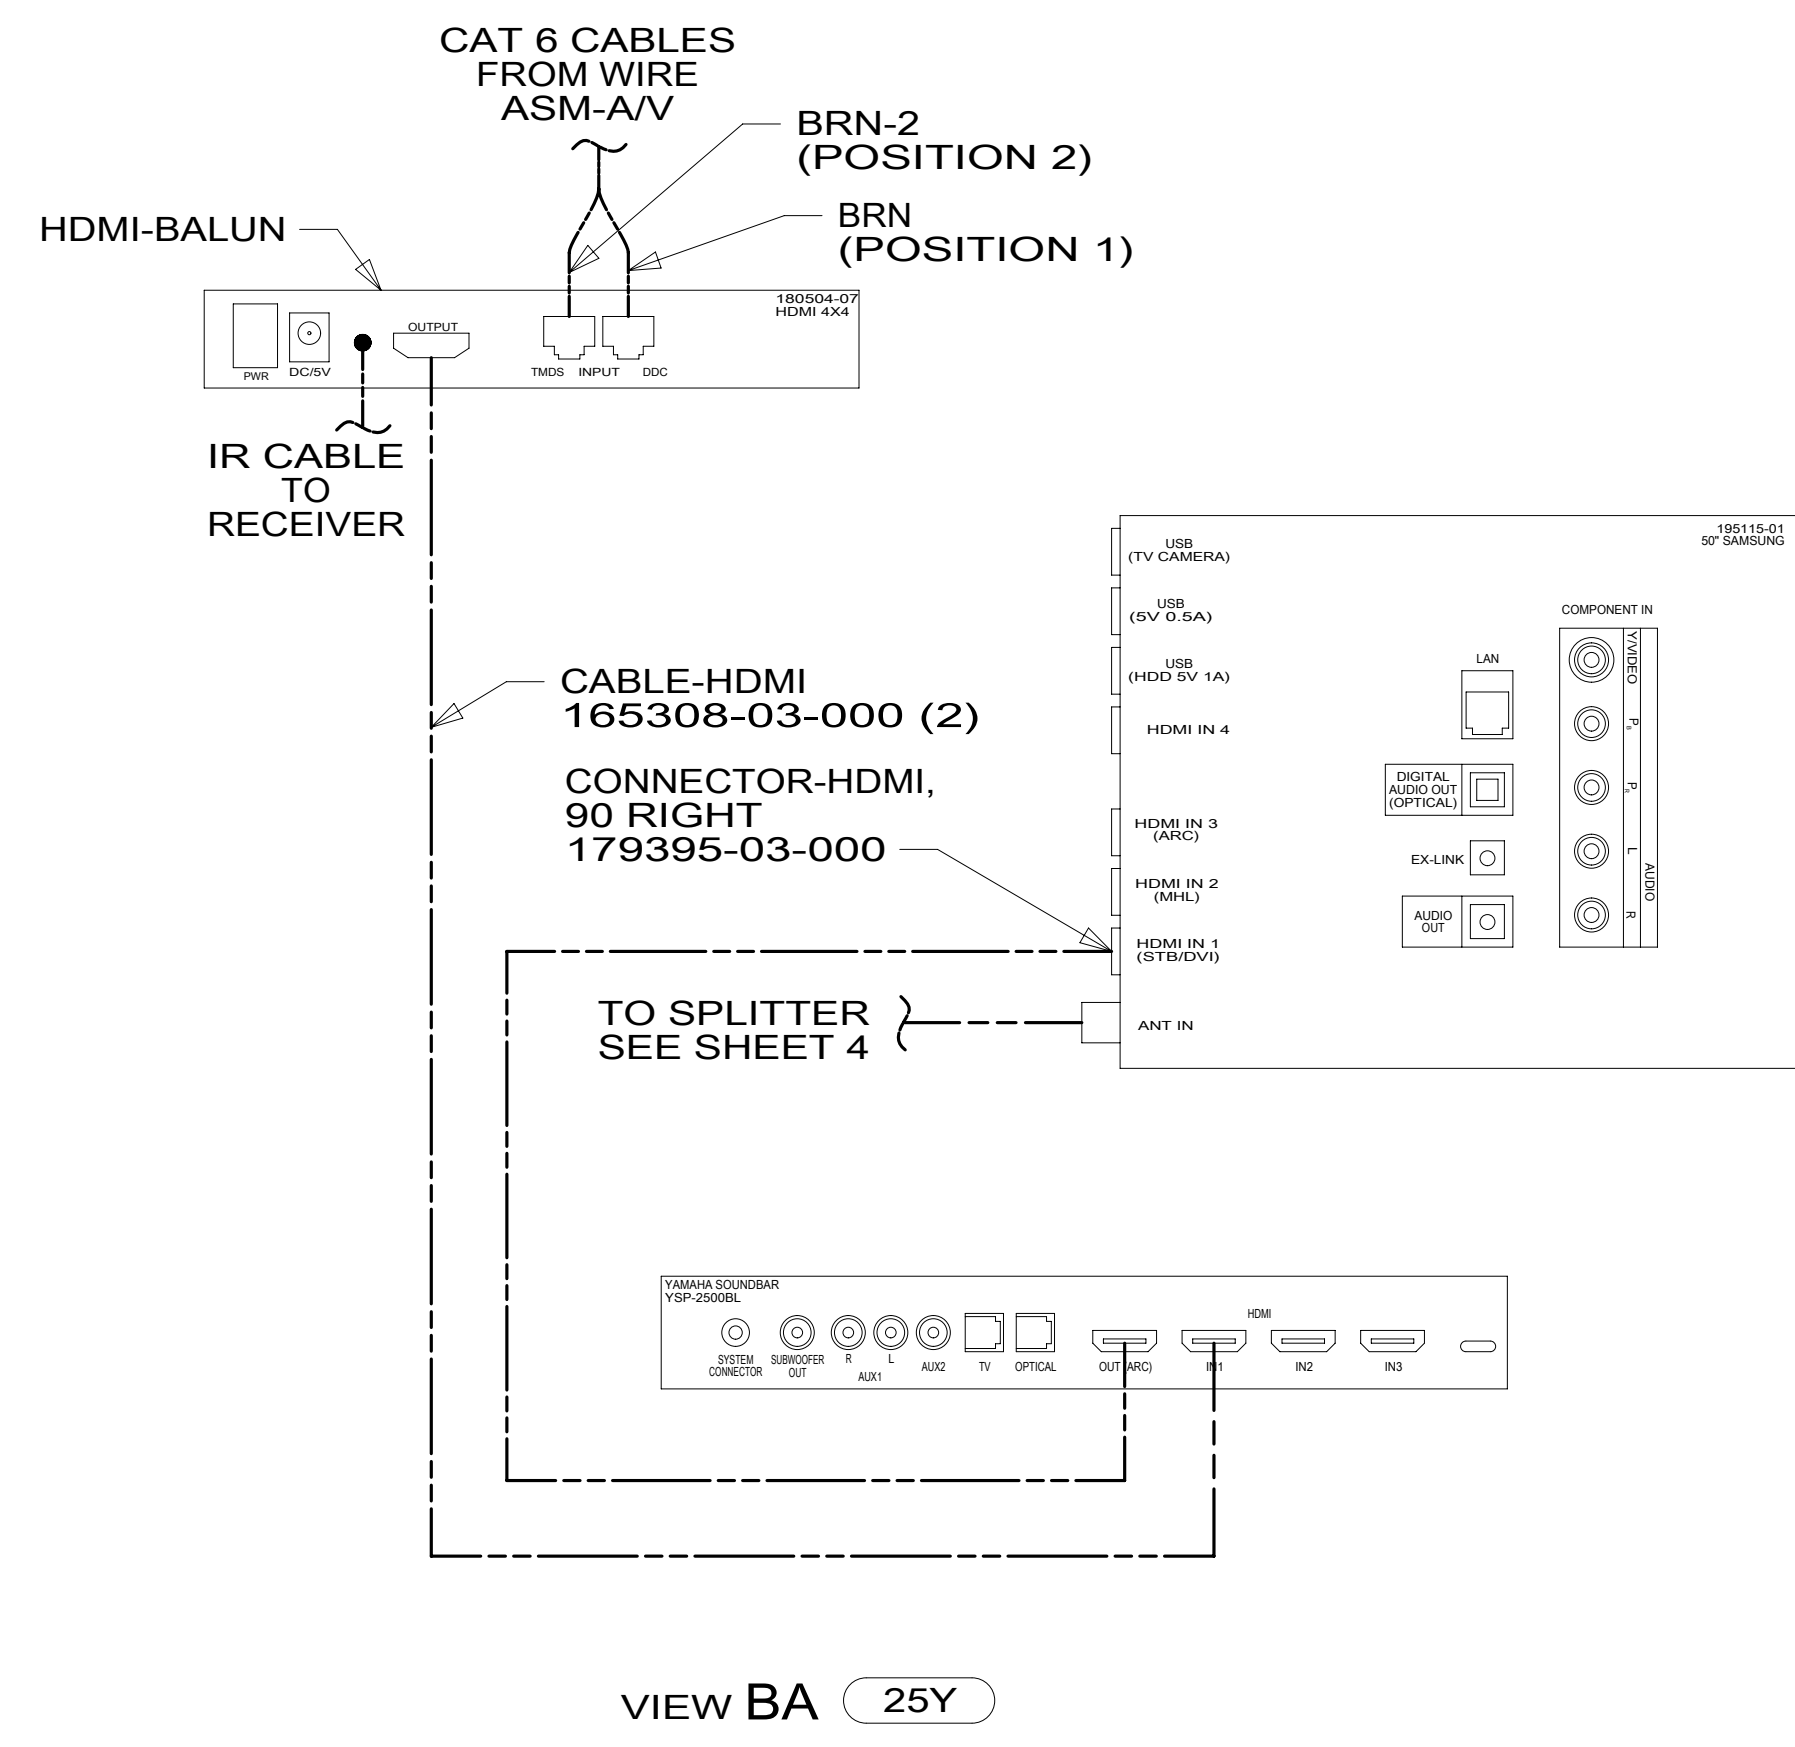 CAT 6 CABLES
FROM WIRE
ASM-A/V
BRN-2
(POSITION 2)
BRN
(POSITION 1)
HDMI-BALUN
180504-07
HDMI 4X4
OUTPUT
PWR
DC/5V
TMDS
INPUT
DDC
IR CABLE
TO
RECEIVER
195115-01
50" SAMSUNG
USB
(TV CAMERA)
USB
(5V 0.5A)
USB
(HDD 5V 1A)
HDMI IN 4
HDMI IN 3
(ARC)
HDMI IN 2
(MHL)
HDMI IN 1
(STB/DVI)
ANT IN
LAN
DIGITAL
AUDIO OUT
(OPTICAL)
EX-LINK
AUDIO
OUT
COMPONENT IN
Y/VIDEO
PB
PR
L
R
AUDIO
CABLE-HDMI
165308-03-000 (2)
CONNECTOR-HDMI,
90 RIGHT
179395-03-000
TO SPLITTER
SEE SHEET 4
YAMAHA SOUNDBAR
YSP-2500BL
SYSTEM
CONNECTOR
SUBWOOFER
OUT
R
L
AUX1
AUX2
TV
OPTICAL
HDMI
OUT (ARC)
IN1
IN2
IN3
VIEW BA 25Y